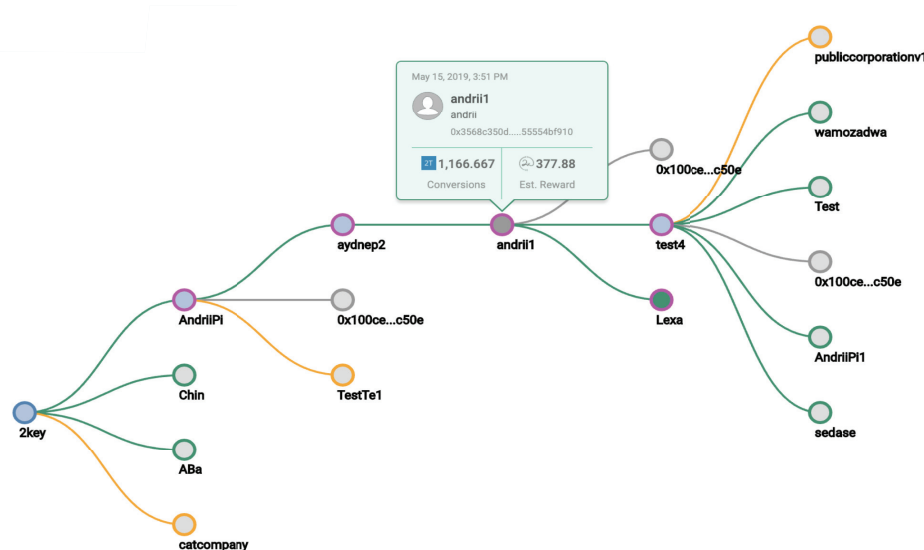 publiccorporationv1
May 15, 2019, 3:51 PM
andrii1
andrii
0x3568c350d.....55554bf910
2T 1,166.667
377.88
Conversions
Est. Reward
wamozadwa
0x100ce...c50e
Test
aydnep2
andrii1
test4
0x100ce...c50e
AndriiPi
0x100ce...c50e
Lexa
AndriiPi1
Chin
TestTe1
2key
sedase
ABa
catcompany